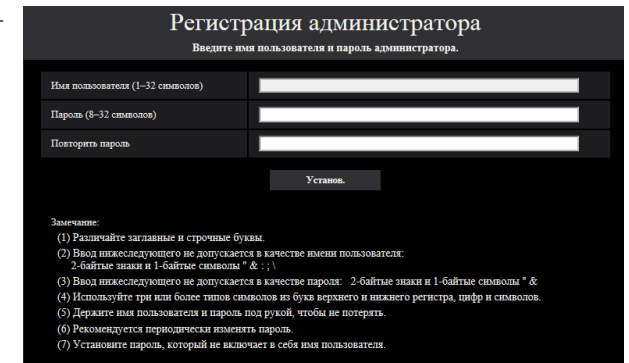 Регистрация администратора
Введите имя пользователя и пароль администратора.
Имя пользователя (1–32 символов)
Пароль (8–32 символов)
Повторить пароль
Установ.
Замечание:
(1) Различайте заглавные и строчные буквы.
(2) Ввод нижеследующего не допускается в качестве имени пользователя:
2-байтые знаки и 1-байтые символы " & : ; \
(3) Ввод нижеследующего не допускается в качестве пароля: 2-байтые знаки и 1-байтые символы " &
(4) Используйте три или более типов символов из букв верхнего и нижнего регистра, цифр и символов.
(5) Держите имя пользователя и пароль под рукой, чтобы не потерять.
(6) Рекомендуется периодически изменять пароль.
(7) Установите пароль, который не включает в себя имя пользователя.